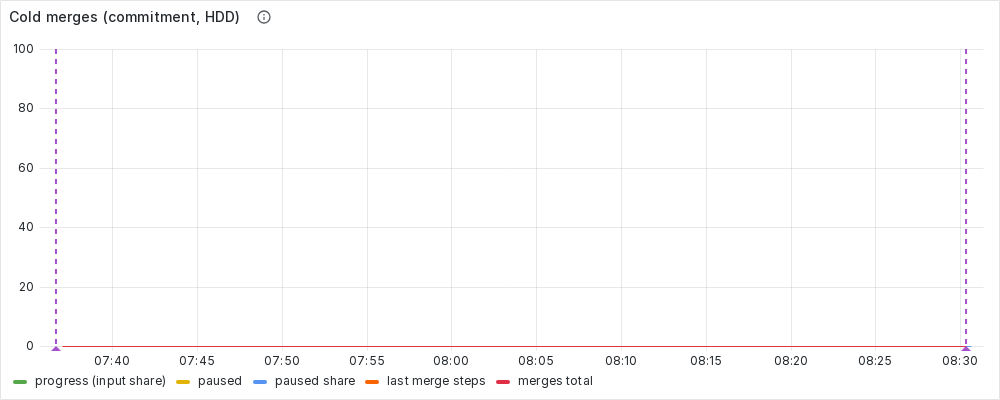 Cold merges (commitment, HDD)
100
80
60
40
20
0
07:40 07:45 07:50 07:55 08:00 08:05 08:10 08:15 08:20 08:25 08:30
progress (input share) paused paused share last merge steps merges total